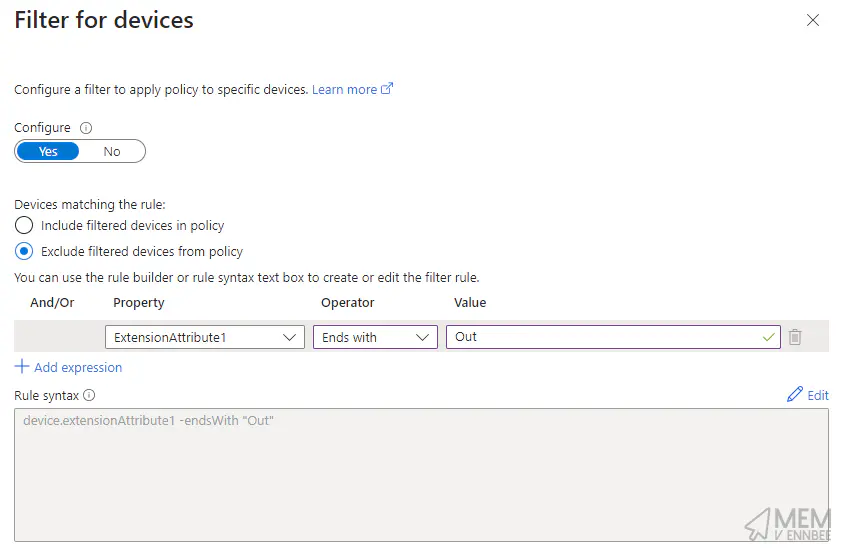 Filter for devices
Configure a filter to apply policy to specific devices. Learn more
Configure
Yes No
Devices matching the rule:
Include filtered devices in policy
Exclude filtered devices from policy
You can use the rule builder or rule syntax text box to create or edit the filter rule.
And/Or Property Operator Value
ExtensionAttribute1 Ends with Out
Add expression
Rule syntax Edit
device.extensionAttribute1 -endsWith "Out"
MEM
V ENNBEE